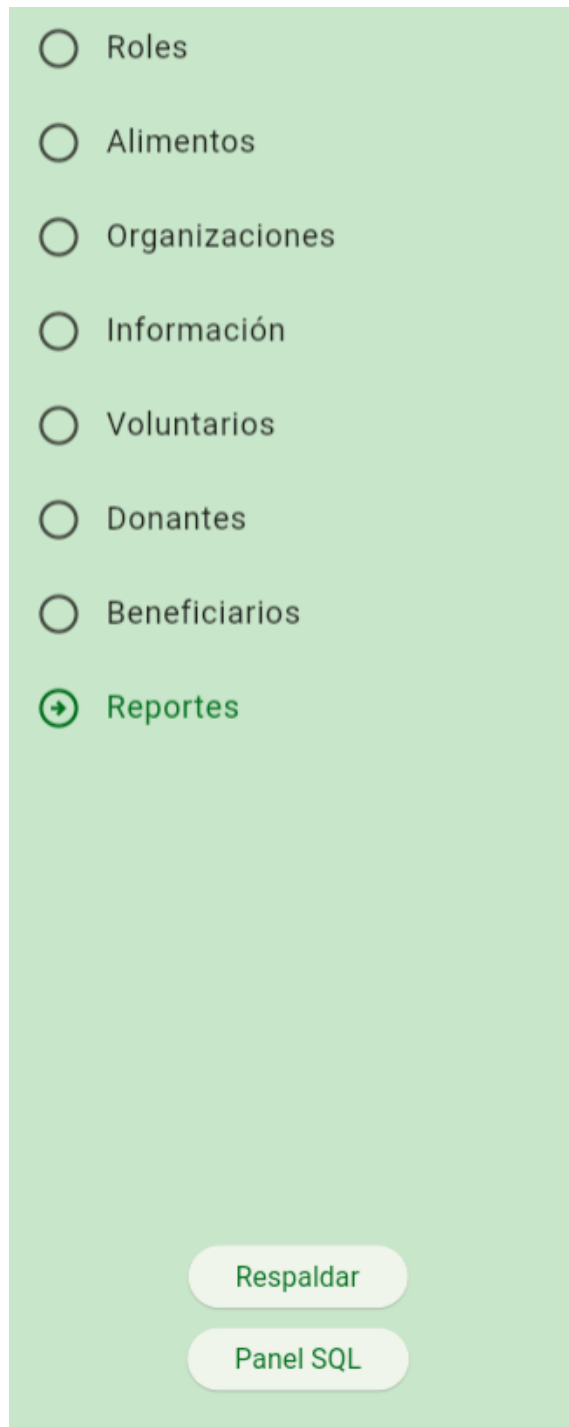 Roles
Alimentos
Organizaciones
Información
Voluntarios
Donantes
Beneficiarios
Reportes
Respaldar
Panel SQL